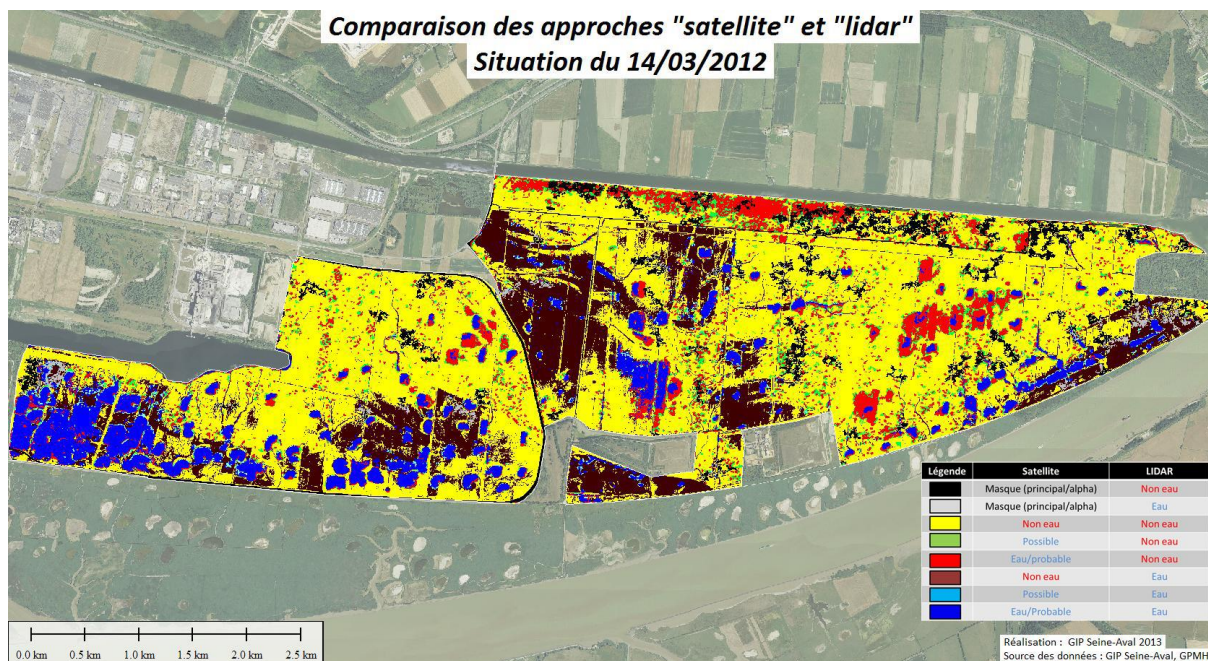 Comparaison des approches "satellite" et "lidar"
Situation du 14/03/2012
Légende Satellite LIDAR
Masque (principal/alpha) Non eau
Masque (principal/alpha) Eau
Non eau Non eau
Possible Non eau
Eau/probable Non eau
Non eau Eau
Possible Eau
Eau/Probable Eau
0.0 km 0.5 km 1.0 km 1.5 km 2.0 km 2.5 km
Réalisation : GIP Seine-Aval 2013
Source des données : GIP Seine-Aval, GPMH